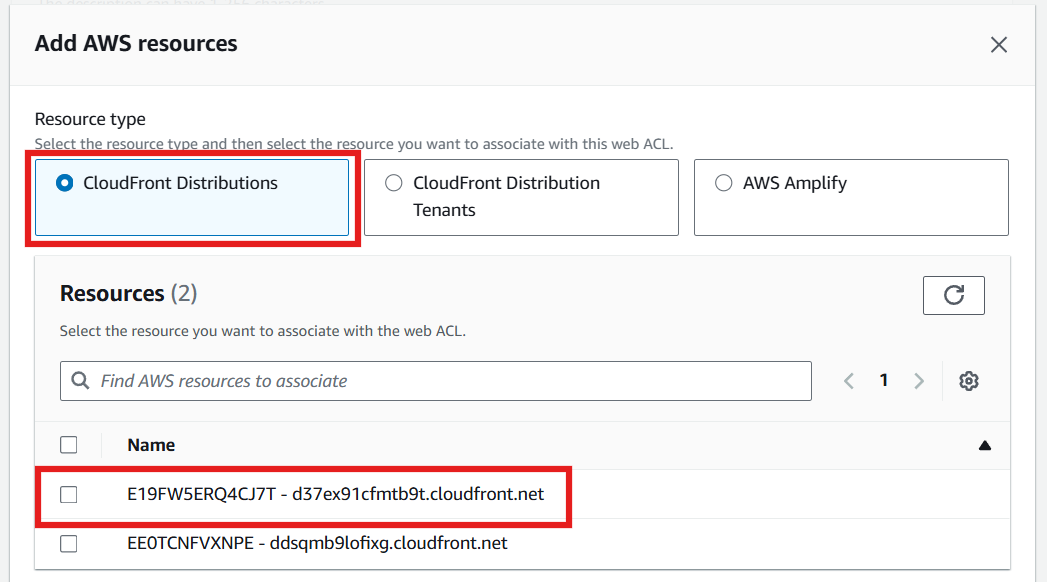 Add AWS resources
Resource type
Select the resource type and then select the resource you want to associate with this web ACL.
CloudFront Distributions
CloudFront Distribution
Tenants
AWS Amplify
Resources (2)
Select the resource you want to associate with the web ACL.
Find AWS resources to associate
1
Name
E19FW5ERQ4CJ7T - d37ex91cfmtb9t.cloudfront.net
EE0TCNFVXNPE - ddsqmb9lofixg.cloudfront.net